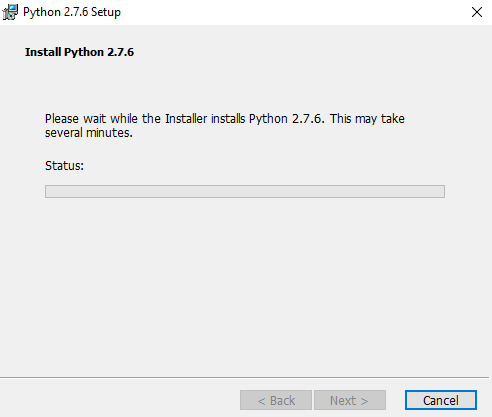 Python 2.7.6 Setup
Install Python 2.7.6
Please wait while the Installer installs Python 2.7.6. This may take
several minutes.
Status:
< Back
Next >
Cancel